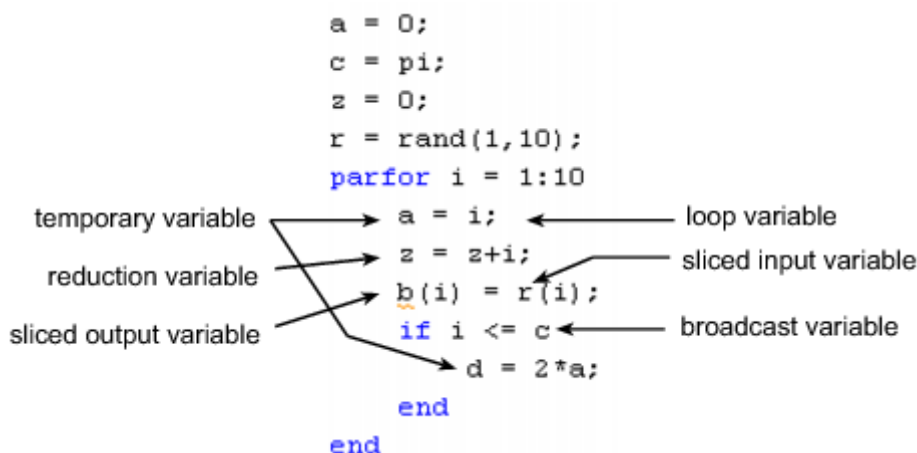 a = 0;
c = pi;
z = 0;
r = rand(1,10);
parfor i = 1:10
temporary variable a = i; loop variable
reduction variable z = z+i; sliced input variable
b(i) = r(i);
sliced output variable if i <= c broadcast variable
d = 2*a;
end
end